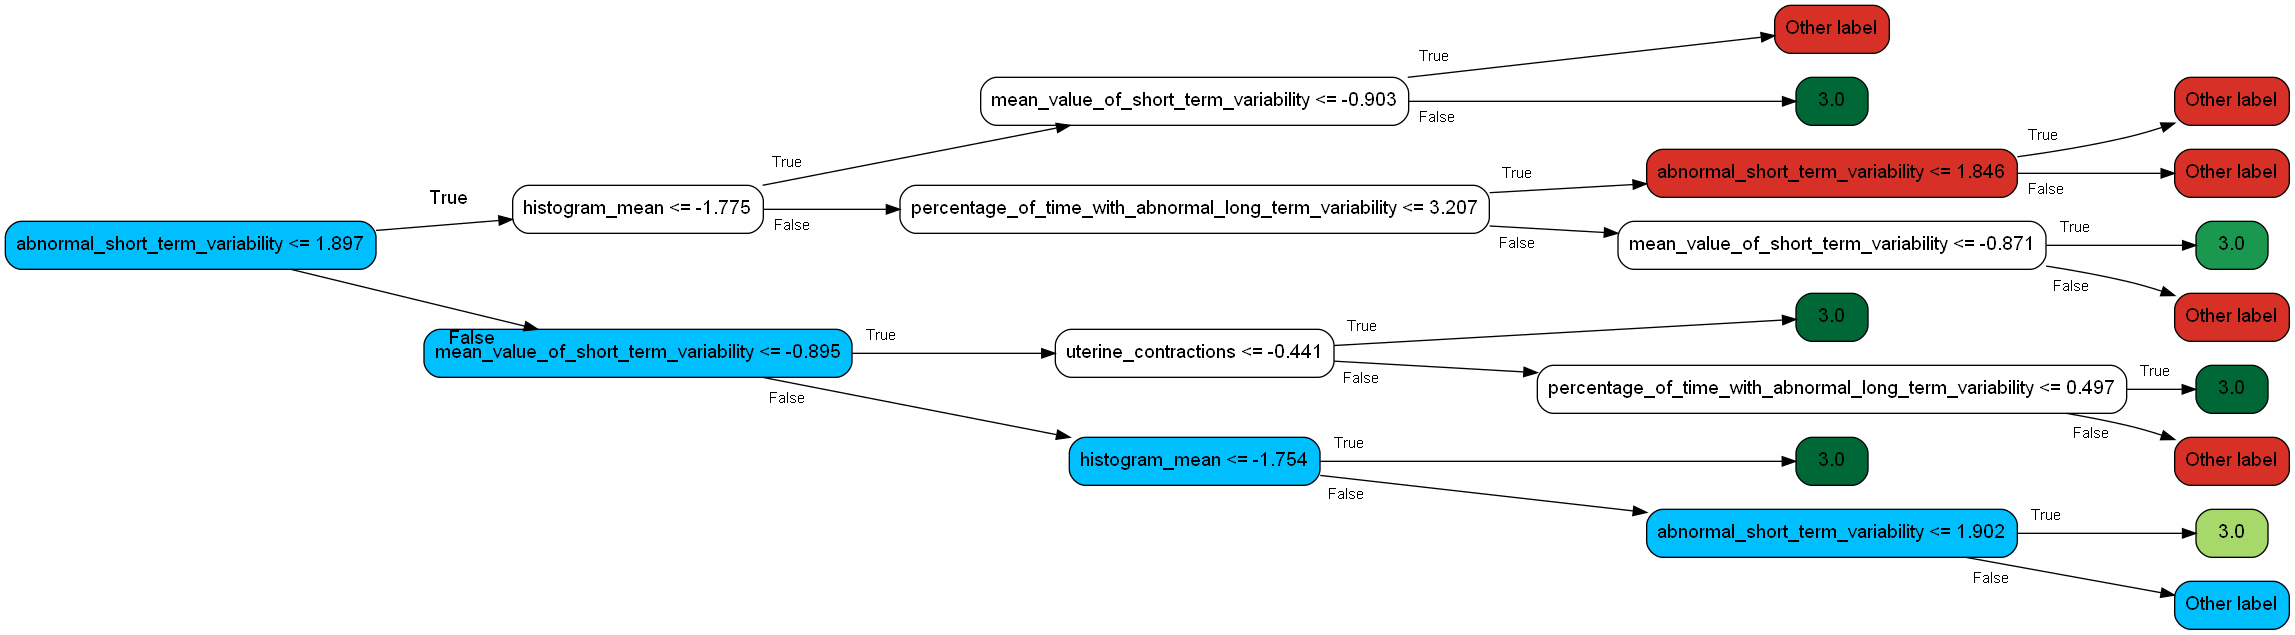 Other label
True
mean_value_of_short_term_variability <= -0.903
3.0
False
Other label
True
True
abnormal_short_term_variability <= 1.846
Other label
True
False
True
histogram_mean <= -1.775
percentage_of_time_with_abnormal_long_term_variability <= 3.207
False
True
mean_value_of_short_term_variability <= -0.871
3.0
False
abnormal_short_term_variability <= 1.897
False
Other label
3.0
True
False
True
mean_value_of_short_term_variability <= -0.895
uterine_contractions <= -0.441
False
True
percentage_of_time_with_abnormal_long_term_variability <= 0.497
3.0
False
False
Other label
True
histogram_mean <= -1.754
3.0
False
True
abnormal_short_term_variability <= 1.902
3.0
False
Other label